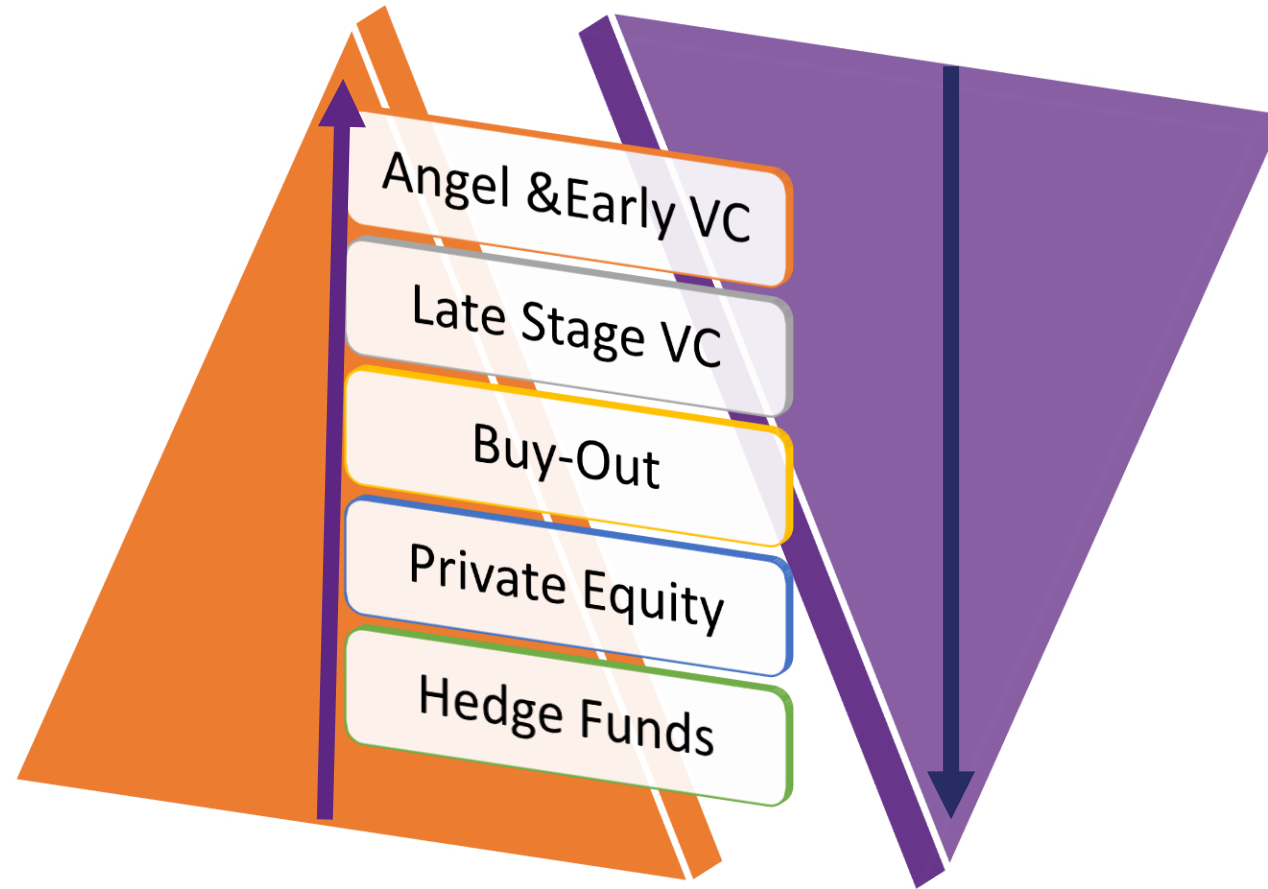 Angel &Early VC
Late Stage VC
Buy-Out
Private Equity
Hedge Funds